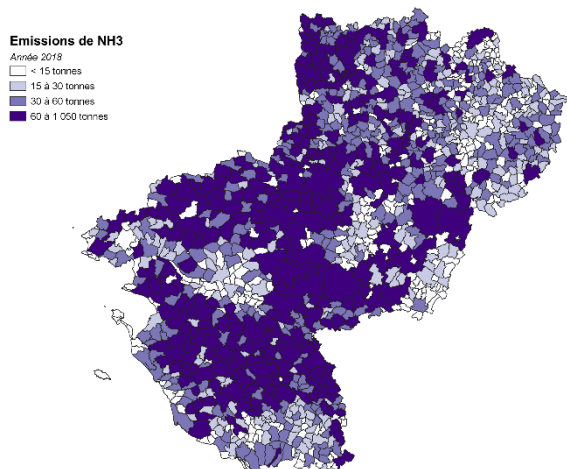 Emissions de NH3
Année 2018
< 15 tonnes
15 à 30 tonnes
30 à 60 tonnes
60 à 1 050 tonnes